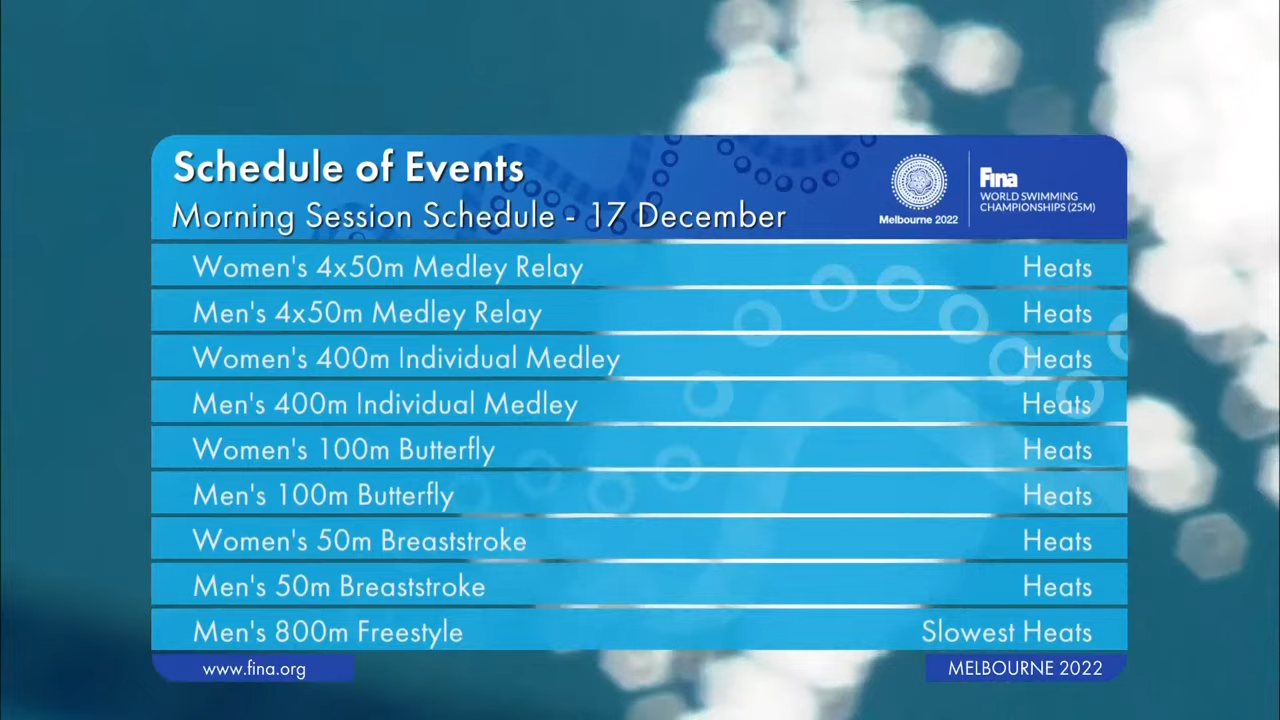 Schedule of Events
Morning Session Schedule - 17 December
Melbourne 2022
Fina
WORLD SWIMMING
CHAMPIONSHIPS (25M)
Women's 4x50m Medley Relay Heats
Men's 4x50m Medley Relay Heats
Women's 400m Individual Medley Heats
Men's 400m Individual Medley Heats
Women's 100m Butterfly Heats
Men's 100m Butterfly Heats
Women's 50m Breaststroke Heats
Men's 50m Breaststroke Heats
Men's 800m Freestyle Slowest Heats
www.fina.org MELBOURNE 2022